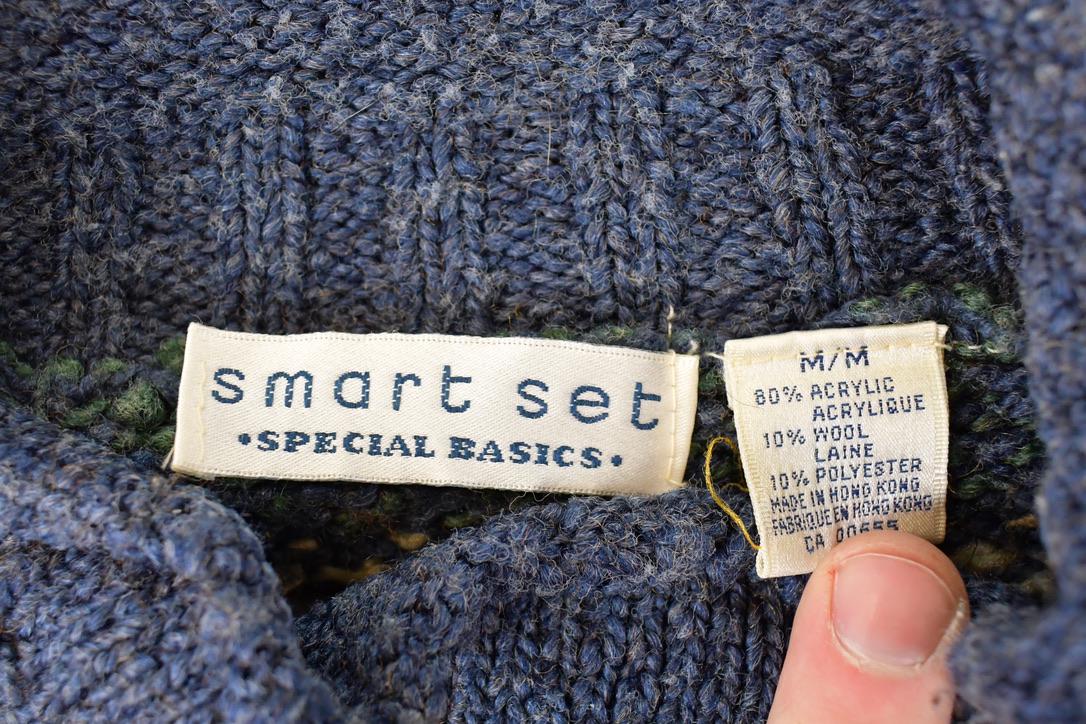 smart set
•SPECIAL BASICS•
M/M
80% ACRYLIC
ACRYLIQUE
10% WOOL
LAINE
10% POLYESTER
MADE IN HONG KONG
FABRIQUE EN HONG KONG
CA